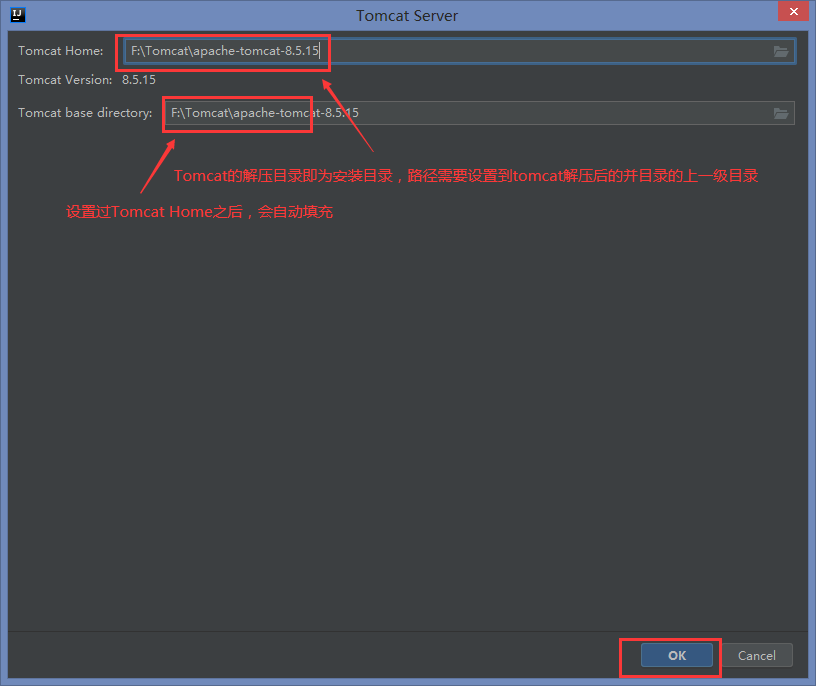 Tomcat Server
Tomcat Home: F:\Tomcat\apache-tomcat-8.5.15
Tomcat Version: 8.5.15
Tomcat base directory: F:\Tomcat\apache-tomcat-8.5.15
Tomcat的解压目录即为安装目录，路径需要设置到tomcat解压后的并目录的上一级目录
设置过Tomcat Home之后，会自动填充
OK Cancel